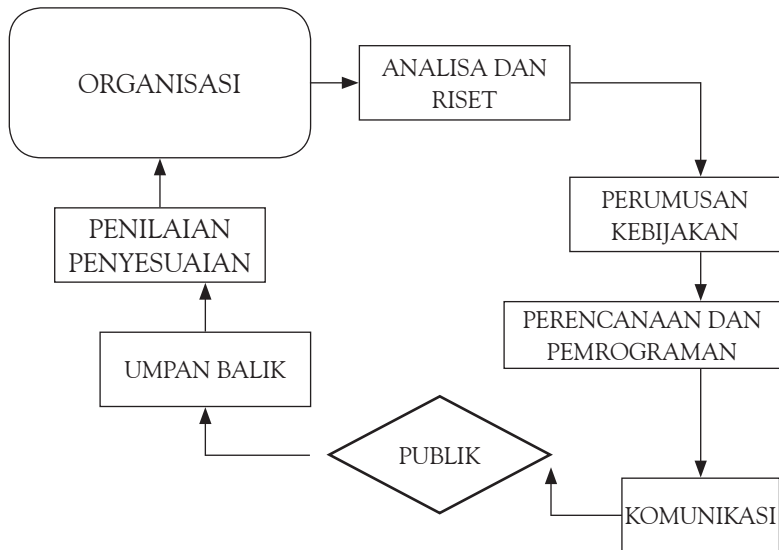 ORGANISASI
ANALISA DAN
RISET
PERUMUSAN
KEBIJAKAN
PERENCANAAN DAN
PEMROGRAMAN
KOMUNIKASI
PUBLIK
UMPAN BALIK
PENILAIAN
PENYESUAIAN